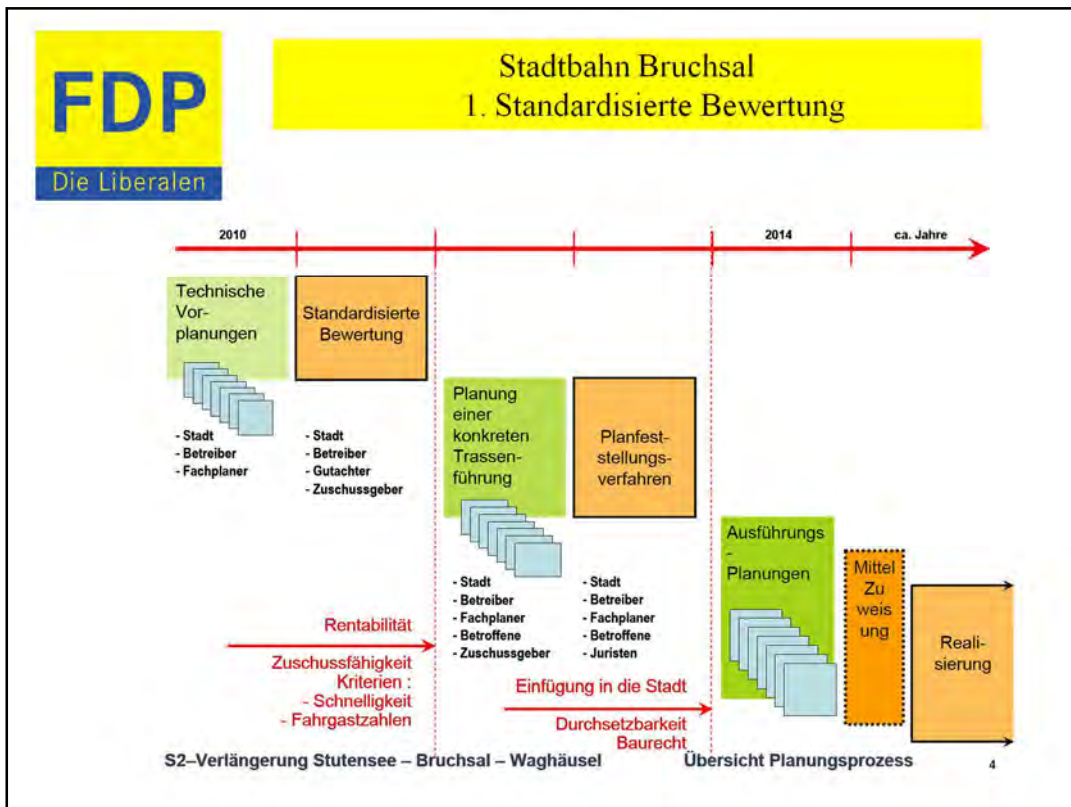 FDP
Die Liberalen
Stadtbahn Bruchsal
1. Standardisierte Bewertung
2010
2014
ca. Jahre
Technische
Vor-
planungen
- Stadt
- Betreiber
- Fachplaner
Standardisierte
Bewertung
- Stadt
- Betreiber
- Gutachter
- Zuschussgeber
Planung
einer
konkreten
Trassen-
führung
- Stadt
- Betreiber
- Fachplaner
- Betroffene
- Zuschussgeber
Planfest-
stellungs-
verfahren
- Stadt
- Betreiber
- Fachplaner
- Betroffene
- Juristen
Ausführungs
-
Planungen
Mittel
Zu
weis
ung
Reali-
sierung
Rentabilität
Zuschussfähigkeit
Kriterien :
- Schnelligkeit
- Fahrgastzahlen
Einfügung in die Stadt
Durchsetzbarkeit
Baurecht
S2–Verlängerung Stutensee – Bruchsal – Waghäusel
Übersicht Planungsprozess
4